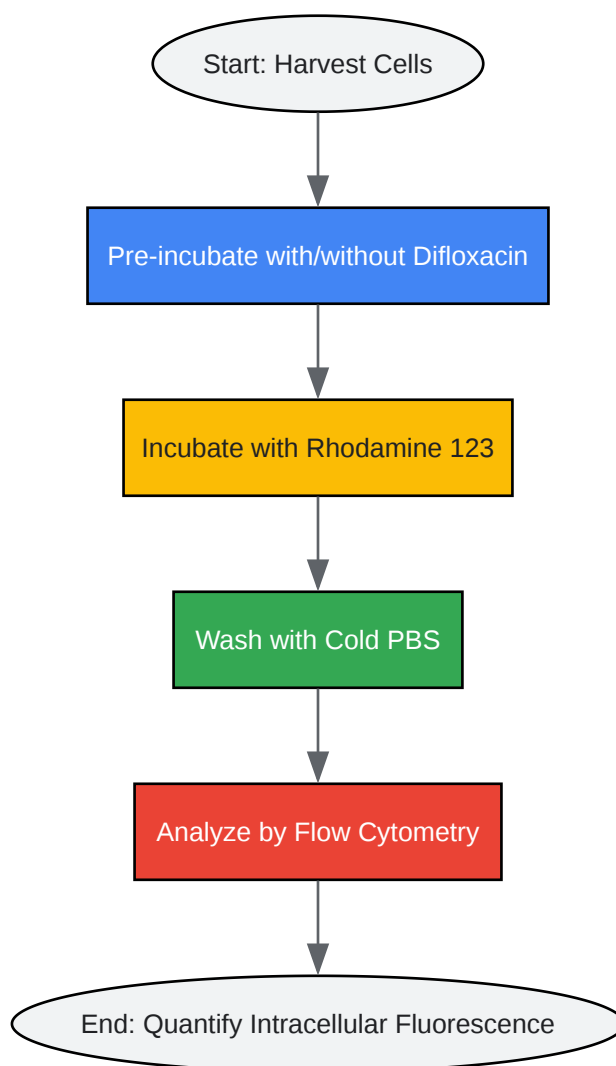 Start: Harvest Cells
Pre-incubate with/without Difloxacin
Incubate with Rhodamine 123
Wash with Cold PBS
Analyze by Flow Cytometry
End: Quantify Intracellular Fluorescence